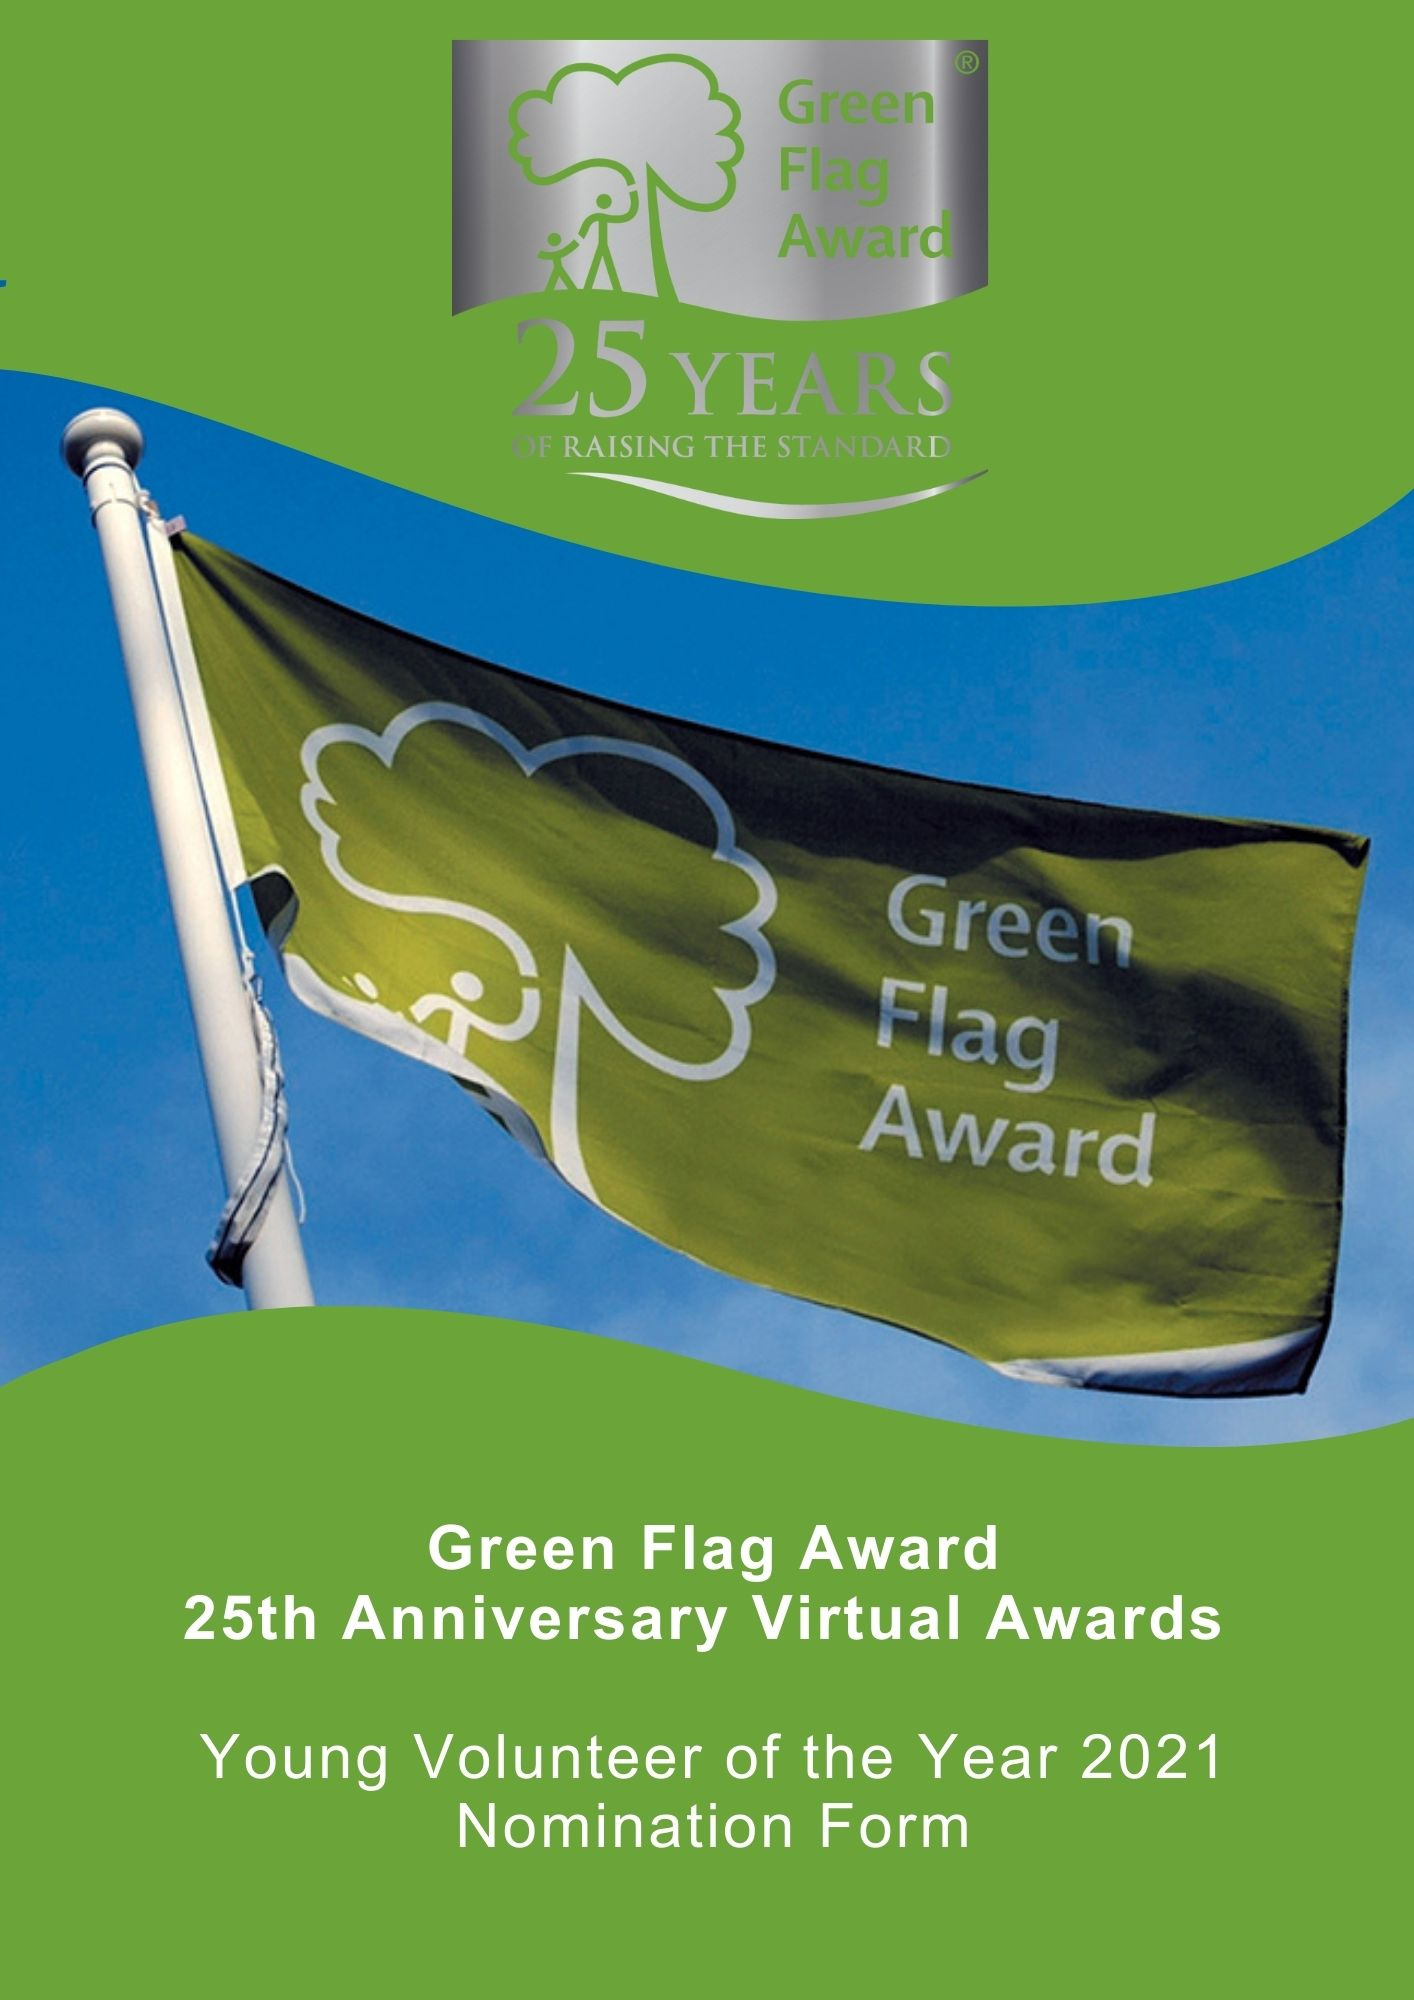 Green
Flag
Award
®
25 YEARS
OF RAISING THE STANDARD
Green
Flag
Award
Green Flag Award
25th Anniversary Virtual Awards
Young Volunteer of the Year 2021
Nomination Form